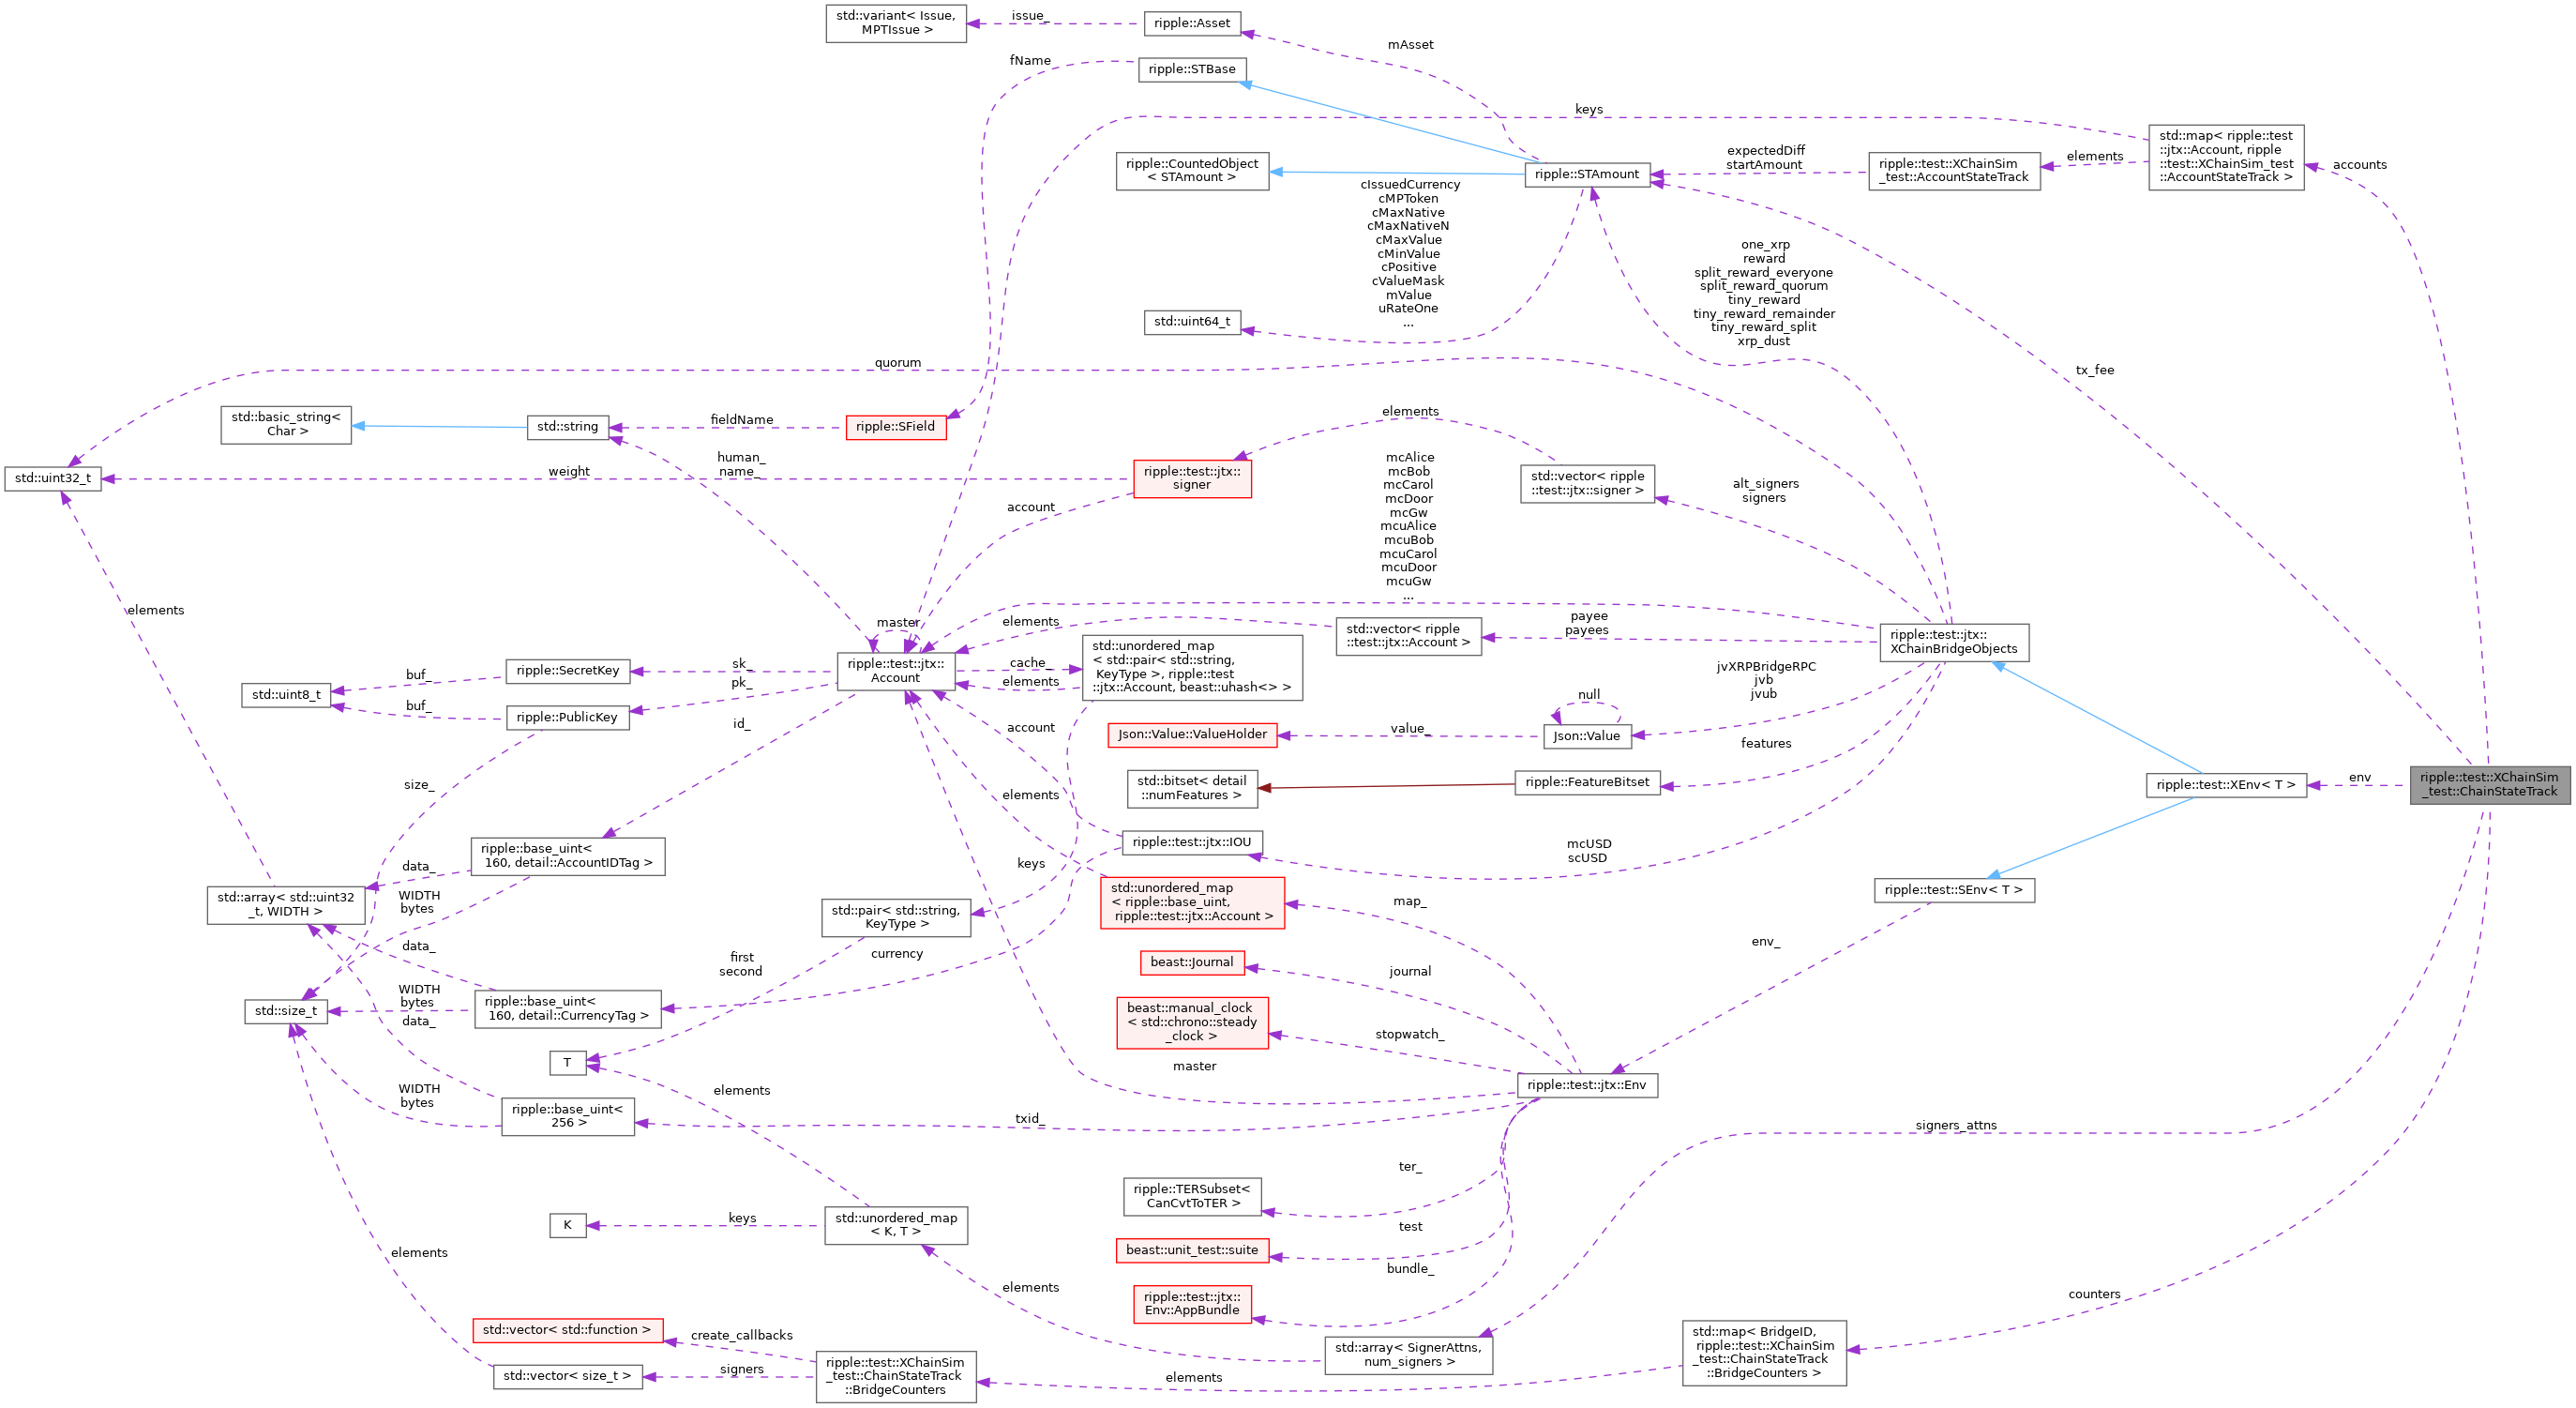 std::variant< Issue,
MPTIssue >
issue_
ripple::Asset
mAsset
fName
ripple::STBase
keys
std::map< ripple::test
::jtx::Account, ripple
::test::XChainSim_test
::AccountStateTrack >
accounts
elements
ripple::test::XChainSim
_test::AccountStateTrack
expectedDiff
startAmount
ripple::STAmount
ripple::CountedObject
< STAmount >
cIssuedCurrency
cMPToken
cMaxNative
cMaxNativeN
cMaxValue
cMinValue
cPositive
cValueMask
mValue
uRateOne
...
std::uint64_t
one_xrp
reward
split_reward_everyone
split_reward_quorum
tiny_reward
tiny_reward_remainder
tiny_reward_split
xrp_dust
tx_fee
quorum
std::basic_string<
Char >
std::string
fieldName
ripple::SField
elements
std::uint32_t
weight
human_
name_
ripple::test::jtx::
signer
std::vector< ripple
::test::jtx::signer >
alt_signers
signers
account
mcAlice
mcBob
mcCarol
mcDoor
mcGw
mcuAlice
mcuBob
mcuCarol
mcuDoor
mcuGw
...
elements
master
elements
std::vector< ripple
::test::jtx::Account >
payee
payees
ripple::test::jtx::
XChainBridgeObjects
ripple::test::jtx::
Account
cache_
elements
std::unordered_map
< std::pair< std::string,
KeyType >, ripple::test
::jtx::Account, beast::uhash<> >
sk_
ripple::SecretKey
buf_
std::uint8_t
pk_
ripple::PublicKey
buf_
id_
jvXRPBridgeRPC
jvb
jvub
null
Json::Value
value_
Json::Value::ValueHolder
account
features
ripple::FeatureBitset
std::bitset< detail
::numFeatures >
size_
elements
ripple::test::XEnv< T >
env
ripple::test::XChainSim
_test::ChainStateTrack
ripple::test::jtx::IOU
mcUSD
scUSD
ripple::base_uint<
160, detail::AccountIDTag >
data_
WIDTH
bytes
std::array< std::uint32
_t, WIDTH >
keys
std::unordered_map
< ripple::base_uint,
ripple::test::jtx::Account >
map_
ripple::test::SEnv< T >
std::pair< std::string,
KeyType >
first
second
currency
data_
env_
beast::Journal
journal
WIDTH
bytes
ripple::base_uint<
160, detail::CurrencyTag >
std::size_t
data_
beast::manual_clock
< std::chrono::steady
_clock >
stopwatch_
T
master
ripple::test::jtx::Env
elements
WIDTH
bytes
ripple::base_uint<
256 >
txid_
signers_attns
ter_
ripple::TERSubset<
CanCvtToTER >
K
keys
std::unordered_map
< K, T >
test
beast::unit_test::suite
elements
bundle_
ripple::test::jtx::
Env::AppBundle
elements
counters
std::vector< std::function >
create_callbacks
std::array< SignerAttns,
num_signers >
std::map< BridgeID,
ripple::test::XChainSim
_test::ChainStateTrack
::BridgeCounters >
std::vector< size_t >
signers
ripple::test::XChainSim
_test::ChainStateTrack
::BridgeCounters
elements